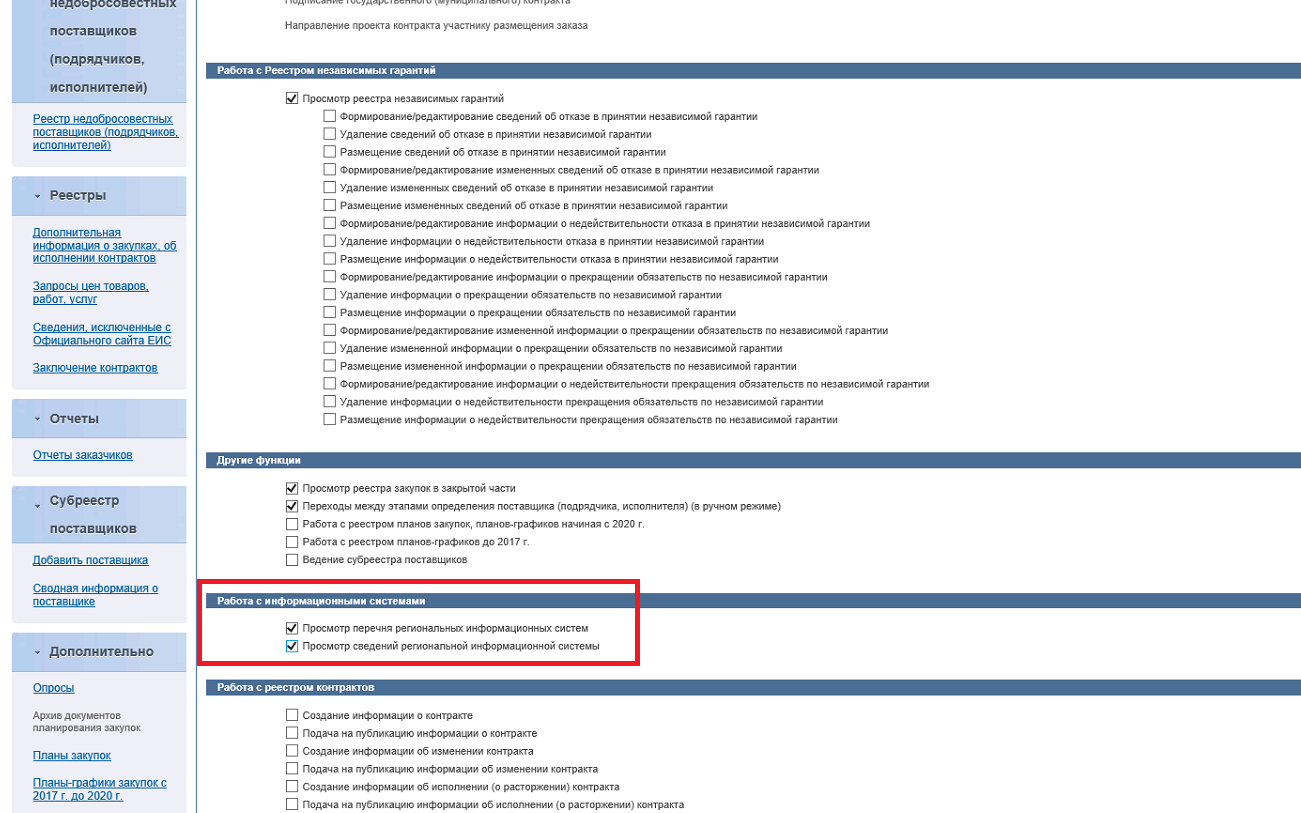 недобросовестных
поставщиков
(подрядчиков,
исполнителей)
Реестр недобросовестных
поставщиков (подрядчиков,
исполнителей)
Реестры
Дополнительная
информация о закупках, об
исполнении контрактов
Запросы цен товаров,
работ, услуг
Сведения, исключенные с
Официального сайта ЕИС
Заключение контрактов
Отчеты
Отчеты заказчиков
Субреестр
поставщиков
Добавить поставщика
Сводная информация о
поставщике
Дополнительно
Опросы
Архив документов
планирования закупок
Планы закупок
Планы-графики закупок с
2017 г. до 2020 г.
Подписание государственного (муниципального) контракта
Направление проекта контракта участнику размещения заказа
Работа с Реестром независимых гарантий
Просмотр реестра независимых гарантий
Формирование/редактирование сведений об отказе в принятии независимой гарантии
Удаление сведений об отказе в принятии независимой гарантии
Размещение сведений об отказе в принятии независимой гарантии
Формирование/редактирование измененных сведений об отказе в принятии независимой гарантии
Удаление измененных сведений об отказе в принятии независимой гарантии
Размещение измененных сведений об отказе в принятии независимой гарантии
Формирование/редактирование информации о недействительности отказа в принятии независимой гарантии
Удаление информации о недействительности отказа в принятии независимой гарантии
Размещение информации о недействительности отказа в принятии независимой гарантии
Формирование/редактирование информации о прекращении обязательств по независимой гарантии
Удаление информации о прекращении обязательств по независимой гарантии
Размещение информации о прекращении обязательств по независимой гарантии
Формирование/редактирование измененной информации о прекращении обязательств по независимой гарантии
Удаление измененной информации о прекращении обязательств по независимой гарантии
Размещение измененной информации о прекращении обязательств по независимой гарантии
Формирование/редактирование информации о недействительности прекращения обязательств по независимой гарантии
Удаление информации о недействительности прекращения обязательств по независимой гарантии
Размещение информации о недействительности прекращения обязательств по независимой гарантии
Другие функции
Просмотр реестра закупок в закрытой части
Переходы между этапами определения поставщика (подрядчика, исполнителя) (в ручном режиме)
Работа с реестром планов закупок, планов-графиков начиная с 2020 г.
Работа с реестром планов-графиков до 2017 г.
Ведение субреестра поставщиков
Работа с информационными системами
Просмотр перечня региональных информационных систем
Просмотр сведений региональной информационной системы
Работа с реестром контрактов
Создание информации о контракте
Подача на публикацию информации о контракте
Создание информации об изменении контракта
Подача на публикацию информации об изменении контракта
Создание информации об исполнении (о расторжении) контракта
Подача на публикацию информации об исполнении (о расторжении) контракта